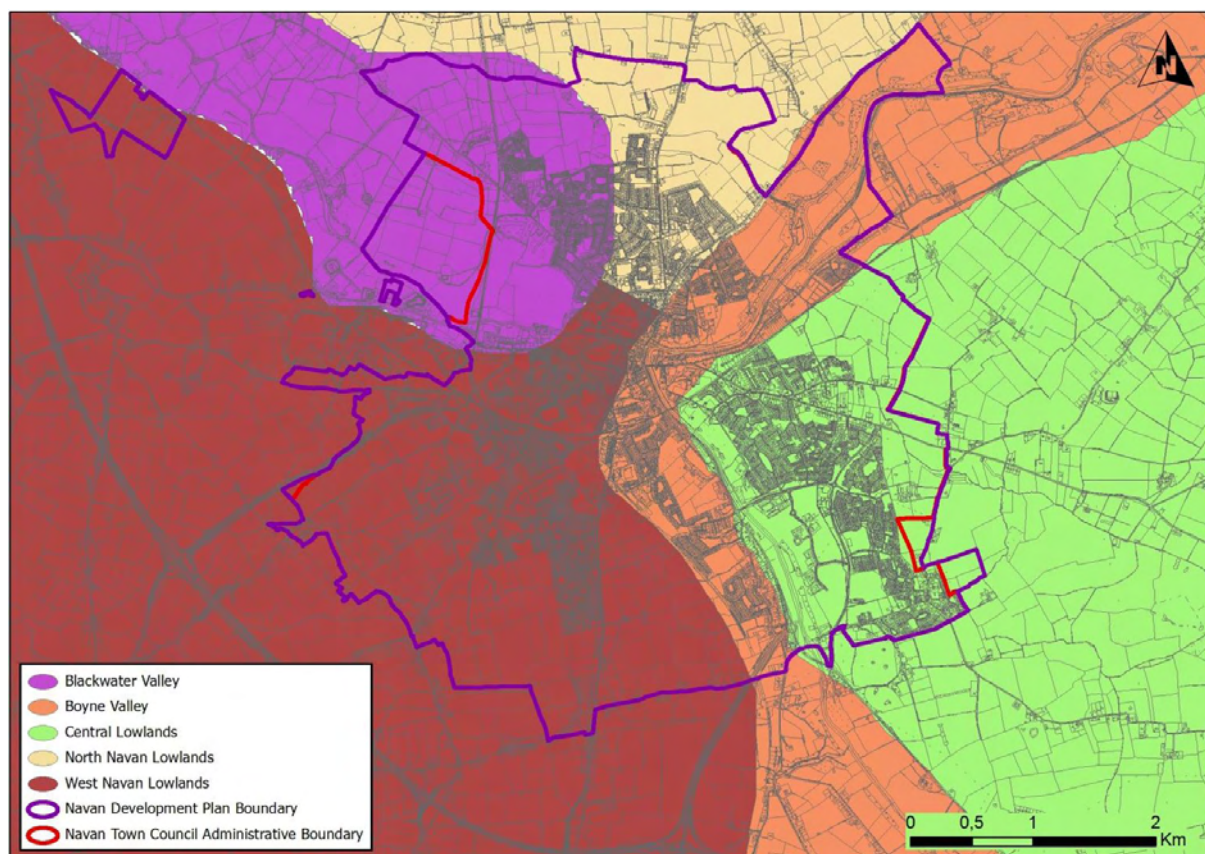 N
Blackwater Valley
Boyne Valley
Central Lowlands
North Navan Lowlands
West Navan Lowlands
Navan Development Plan Boundary
Navan Town Council Administrative Boundary
0 0,5 1 2
Km